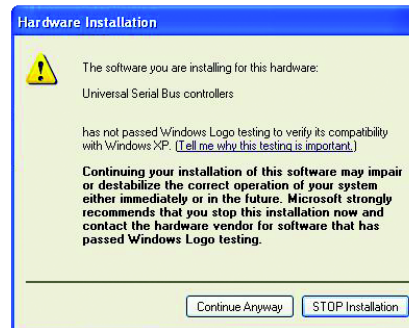 Hardware Installation
The software you are installing for this hardware:
Universal Serial Bus controllers
has not passed Windows Logo testing to verify its compatibility
with Windows XP. (Tell me why this testing is important.)
Continuing your installation of this software may impair
or destabilize the correct operation of your system
either immediately or in the future. Microsoft strongly
recommends that you stop this installation now and
contact the hardware vendor for software that has
passed Windows Logo testing.
Continue Anyway STOP Installation